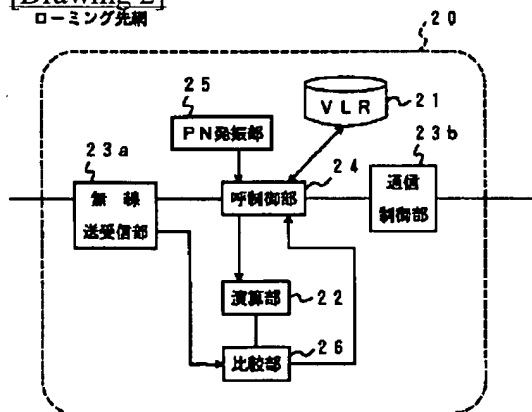 [Drawing 2]
ローミング先網
20
25
VLR
21
PN発振部
23a
23b
24
無線
送受信部
呼制御部
通信
制御部
演算部
22
比較部
26